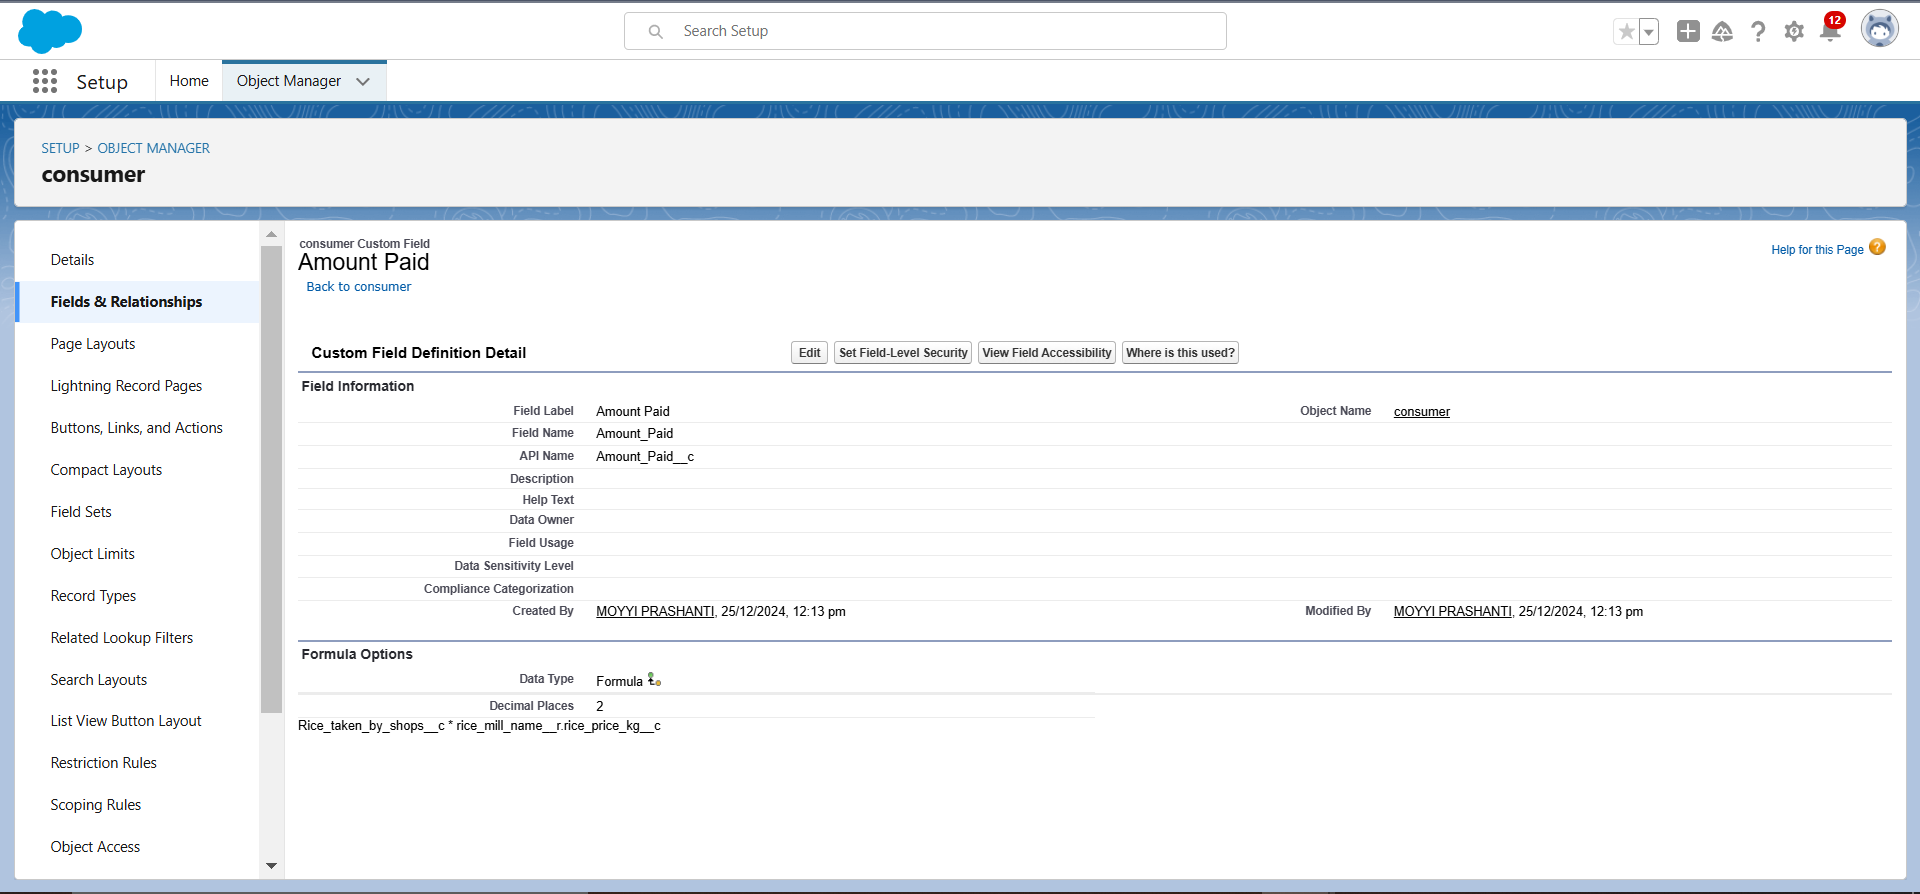 Search Setup
12
Setup
Home
Object Manager
SETUP > OBJECT MANAGER
consumer
Details
Fields & Relationships
Page Layouts
Lightning Record Pages
Buttons, Links, and Actions
Compact Layouts
Field Sets
Object Limits
Record Types
Related Lookup Filters
Search Layouts
List View Button Layout
Restriction Rules
Scoping Rules
Object Access
consumer Custom Field
Amount Paid
Back to consumer
Help for this Page ?
Custom Field Definition Detail
Edit
Set Field-Level Security
View Field Accessibility
Where is this used?
Field Information
Field Label Amount Paid
Object Name consumer
Field Name Amount_Paid
API Name Amount_Paid__c
Description
Help Text
Data Owner
Field Usage
Data Sensitivity Level
Compliance Categorization
Created By MOYYI PRASHANTI, 25/12/2024, 12:13 pm
Modified By MOYYI PRASHANTI, 25/12/2024, 12:13 pm
Formula Options
Data Type Formula
Decimal Places 2
Rice_taken_by_shops__c * rice_mill_name__r.rice_price_kg__c